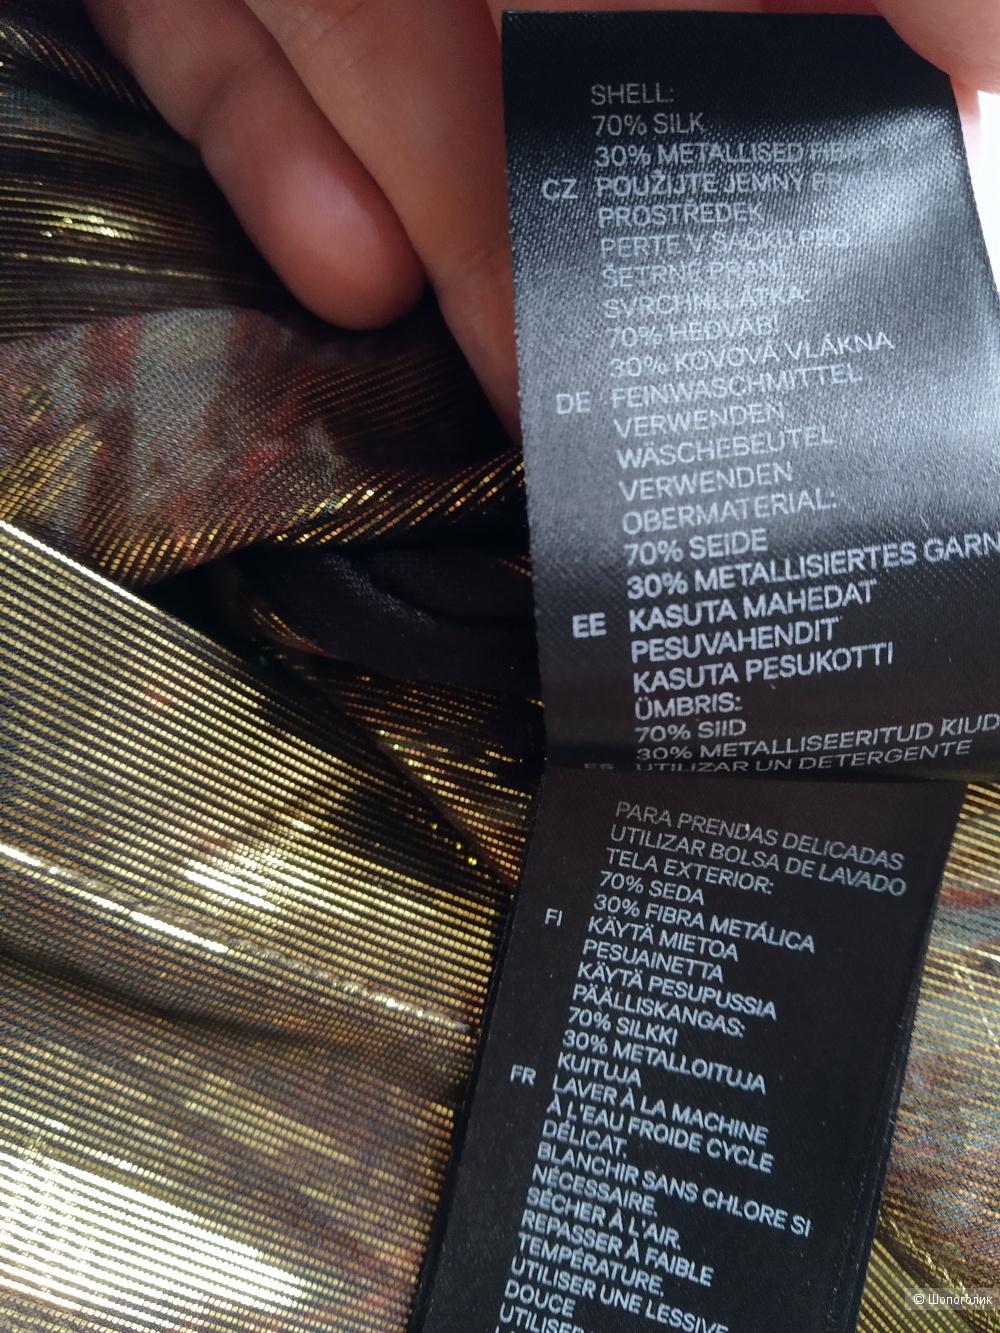 SHELL:
70% SILK
30% METALLISED FIBRE
CZ POUŽIJTE JEMNÝ
PROSTŘEDEK
PERTE V SÁČKU PRO
ŠETRNÉ PRANÍ
SVRCHNÍ LÁTKA:
70% HEDVÁBÍ
30% KOVOVÁ VLÁKNA
DE FEINWASCHMITTEL
VERWENDEN
WÄSCHEBEUTEL
VERWENDEN
OBERMATERIAL:
70% SEIDE
30% METALLISIERTES GARN
EE KASUTA MAHEDAT
PESUVAHENDIT
KASUTA PESUKOTTI
ÜMBRIS:
70% SIID
30% METALLISEERITUD KIUD
ES UTILIZAR UN DETERGENTE
PARA PRENDAS DELICADAS
UTILIZAR BOLSA DE LAVADO
TELA EXTERIOR:
70% SEDA
30% FIBRA METÁLICA
FI KÄYTÄ MIETOA
PESUAINETTA
KÄYTÄ PESUPUSSIA
PÄÄLLISKANGAS:
70% SILKKI
30% METALLOITUJA
KUITUJA
FR LAVER À LA MACHINE
À L'EAU FROIDE CYCLE
DÉLICAT.
BLANCHIR SANS CHLORE SI
NÉCESSAIRE.
SÉCHER À L'AIR.
REPASSER À FAIBLE
TEMPÉRATURE.
UTILISER UNE LESSIVE
DOUCE
UTILISER
© Шопоголик